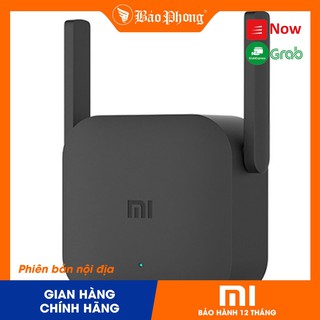 Bảo Phong
Now
Grab
mi
Phiên bản nội địa
GIAN HÀNG
CHÍNH HÃNG
mi
BẢO HÀNH 12 THÁNG